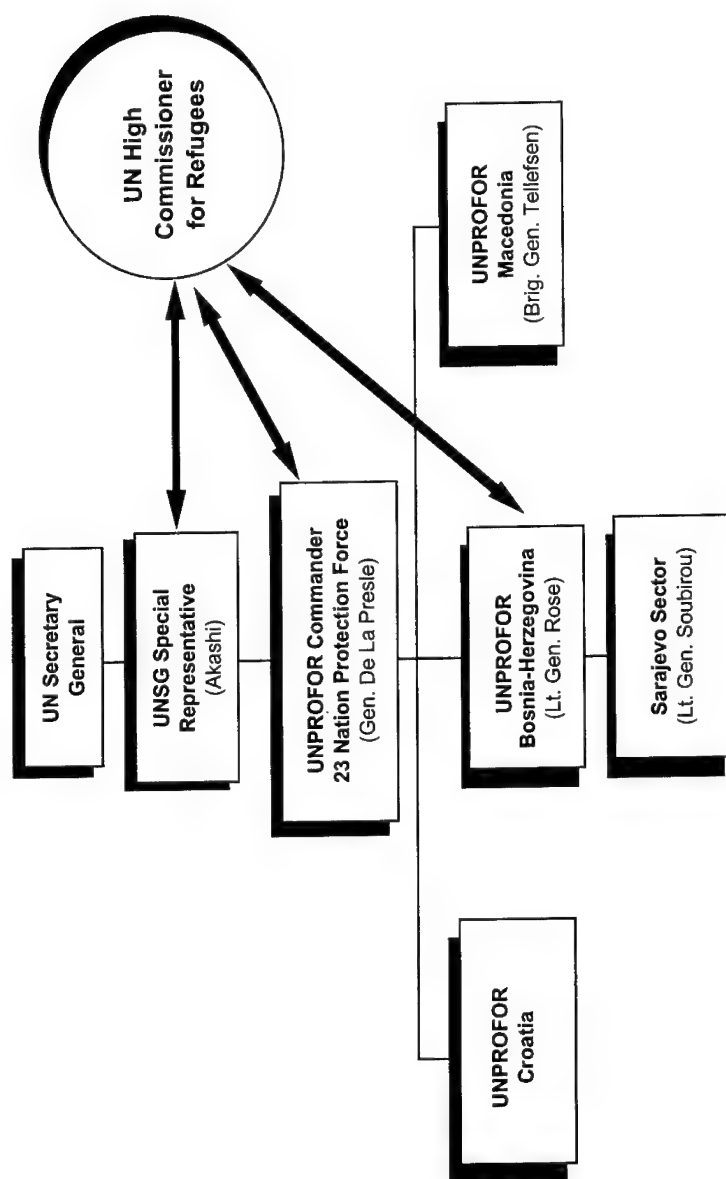 UN Secretary
General
UNSG Special
Representative
(Akashi)
UN High
Commissioner
for Refugees
UNPROFOR Commander
23 Nation Protection Force
(Gen. De La Presle)
UNPROFOR
Croatia
UNPROFOR
Bosnia-Herzegovina
(Lt. Gen. Rose)
UNPROFOR
Macedonia
(Brig. Gen. Tellefsen)
Sarajevo Sector
(Lt. Gen. Soubirou)